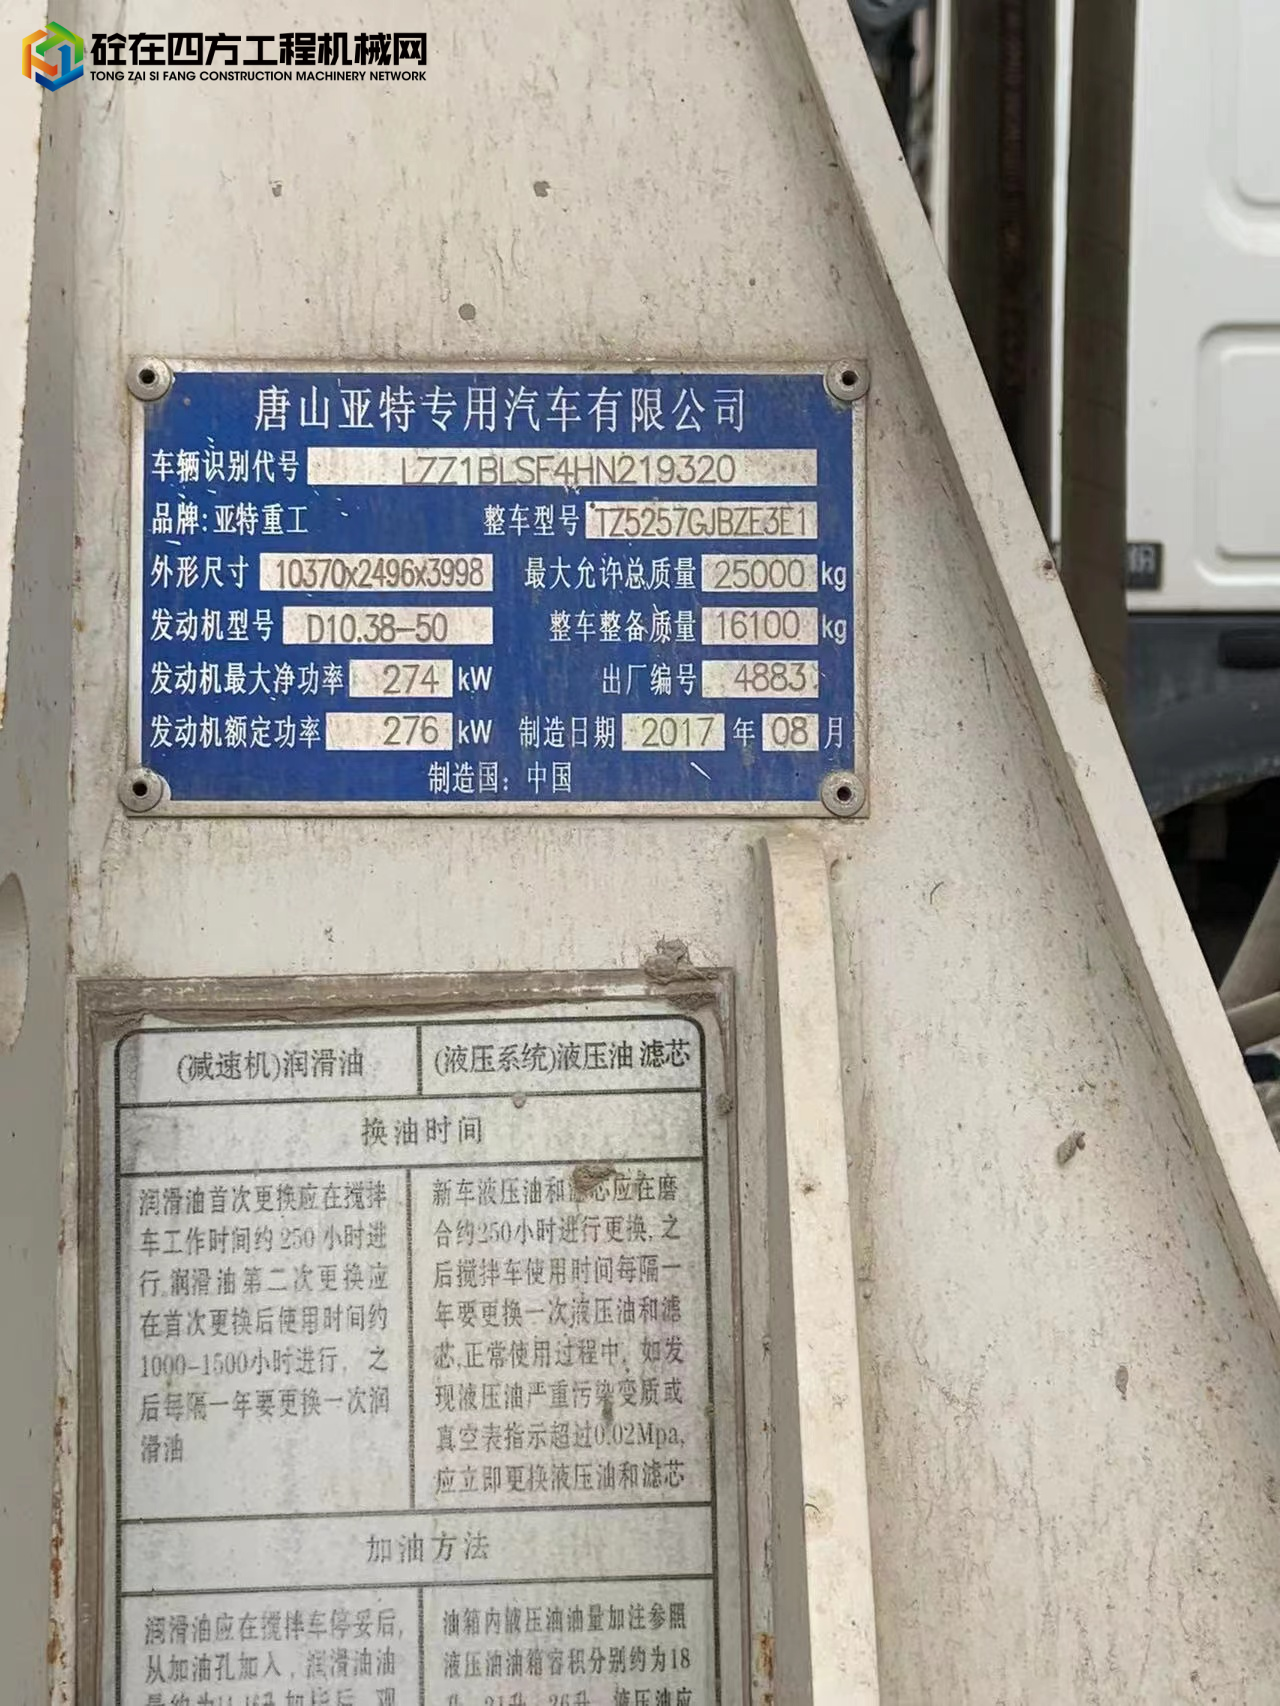 砼在四方工程机械网
TONG ZAI SI FANG CONSTRUCTION MACHINERY NETWORK
唐山亚特专用汽车有限公司
车辆识别代号 LZZ1BLSF4HN219320
品牌:亚特重工 整车型号 TZ5257GJBZE3E1
外形尺寸 10370x2496x3998 最大允许总质量 25000 kg
发动机型号 D10.38-50 整车整备质量 16100 kg
发动机最大净功率 274 kW 出厂编号 4883
发动机额定功率 276 kW 制造日期 2017 年 08 月
制造国：中国
(减速机)润滑油 (液压系统)液压油 滤芯
换油时间
润滑油首次更换应在搅拌
车工作时间约250小时进
行,润滑油第二次更换应
在首次更换后使用时间约
1000-1500小时进行，之
后每隔一年要更换一次润
滑油
新车液压油和滤芯应在磨
合约250小时进行更换,之
后搅拌车使用时间每隔一
年要更换一次液压油和滤
芯,正常使用过程中，如发
现液压油严重污染变质或
真空表指示超过0.02Mpa,
应立即更换液压油和滤芯
加油方法
润滑油应在搅拌车停妥后,
从加油孔加入，润滑油油
油箱内液压油油量加注参照
液压油油箱容积分别约为18